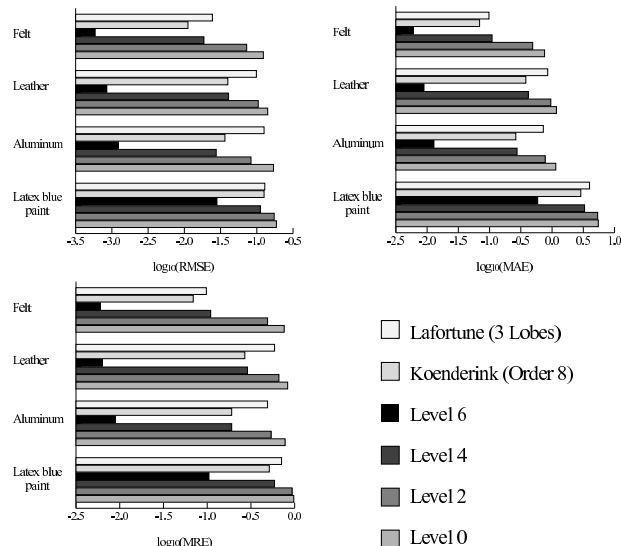 Felt
Leather
Aluminum
Latex blue
paint
-3.5 -3.0 -2.5 -2.0 -1.5 -1.0 -0.5
log10(RMSE)
Felt
Leather
Aluminum
Latex blue
paint
-2.5 -2.0 -1.5 -1.0 -0.5 0.0 0.5 1.0
log10(MAE)
Felt
Leather
Aluminum
Latex blue
paint
-2.5 -2.0 -1.5 -1.0 -0.5 0.0
log10(MRE)
Lafortune (3 Lobes)
Koenderink (Order 8)
Level 6
Level 4
Level 2
Level 0